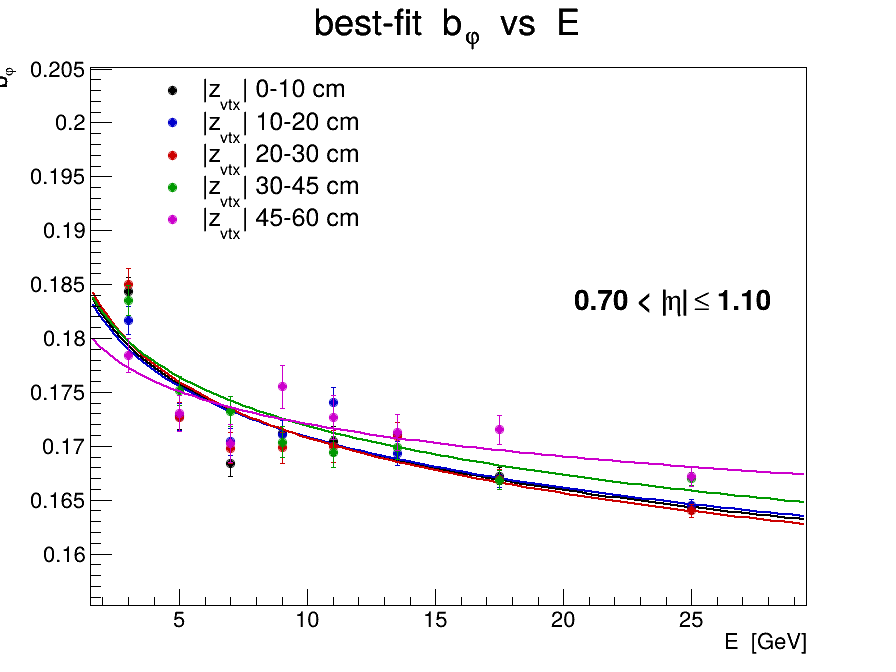 best-fit b_φ vs E
b_φ
0.205
0.2
0.195
0.19
0.185
0.18
0.175
0.17
0.165
0.16
|z_vtx| 0-10 cm
|z_vtx| 10-20 cm
|z_vtx| 20-30 cm
|z_vtx| 30-45 cm
|z_vtx| 45-60 cm
0.70 < |η| ≤ 1.10
5 10 15 20 25
E [GeV]